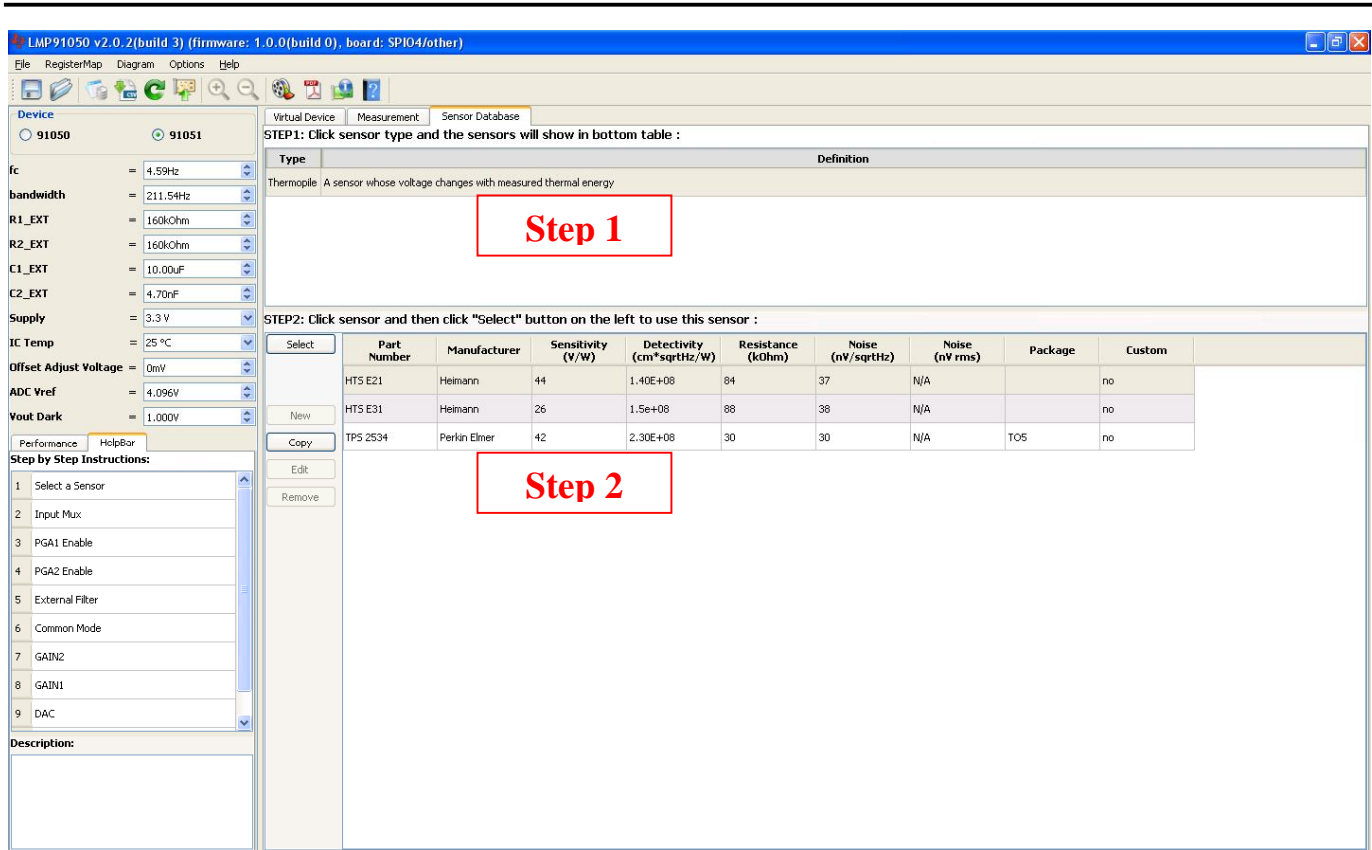 LMP91050 v2.0.2(build 3) (firmware: 1.0.0(build 0), board: SPIO4/other)
File RegisterMap Diagram Options Help
Device
91050 91051
fc = 4.59Hz
bandwidth = 211.54Hz
R1_EXT = 160kOhm
R2_EXT = 160kOhm
C1_EXT = 10.00uF
C2_EXT = 4.70nF
Supply = 3.3 V
IC Temp = 25 °C
Offset Adjust Voltage = 0mV
ADC Vref = 4.096V
Vout Dark = 1.000V
Performance HelpBar
Step by Step Instructions:
1 Select a Sensor
2 Input Mux
3 PGA1 Enable
4 PGA2 Enable
5 External Filter
6 Common Mode
7 GAIN2
8 GAIN1
9 DAC
Description:
Virtual Device Measurement Sensor Database
STEP1: Click sensor type and the sensors will show in bottom table :
Type Definition
Thermopile A sensor whose voltage changes with measured thermal energy
Step 1
STEP2: Click sensor and then click "Select" button on the left to use this sensor :
Select
New
Copy
Edit
Remove
Part Number Manufacturer Sensitivity (V/W) Detectivity (cm*sqrtHz/W) Resistance (kOhm) Noise (nV/sqrtHz) Noise (nV rms) Package Custom
HTS E21 Heimann 44 1.40E+08 84 37 N/A no
HTS E31 Heimann 26 1.5e+08 88 38 N/A no
TPS 2534 Perkin Elmer 42 2.30E+08 30 30 N/A TO5 no
Step 2